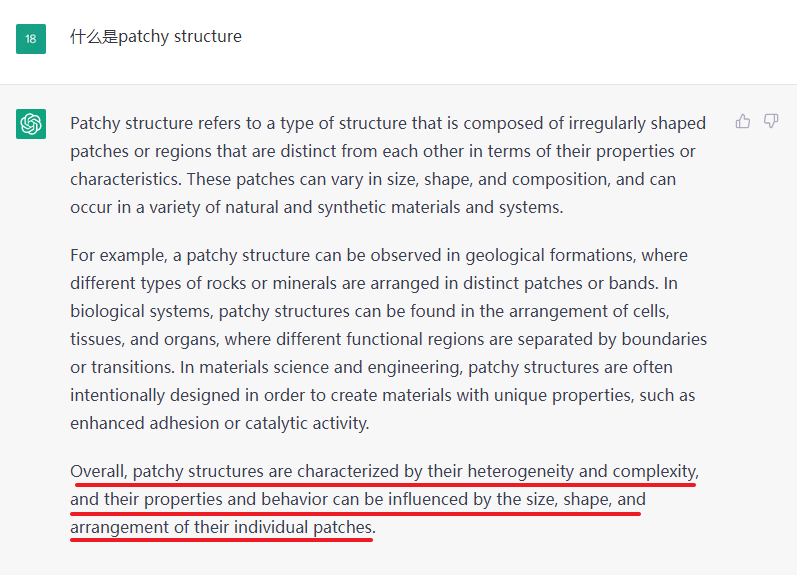 18
什么是patchy structure
Patchy structure refers to a type of structure that is composed of irregularly shaped
patches or regions that are distinct from each other in terms of their properties or
characteristics. These patches can vary in size, shape, and composition, and can
occur in a variety of natural and synthetic materials and systems.
For example, a patchy structure can be observed in geological formations, where
different types of rocks or minerals are arranged in distinct patches or bands. In
biological systems, patchy structures can be found in the arrangement of cells,
tissues, and organs, where different functional regions are separated by boundaries
or transitions. In materials science and engineering, patchy structures are often
intentionally designed in order to create materials with unique properties, such as
enhanced adhesion or catalytic activity.
Overall, patchy structures are characterized by their heterogeneity and complexity,
and their properties and behavior can be influenced by the size, shape, and
arrangement of their individual patches.